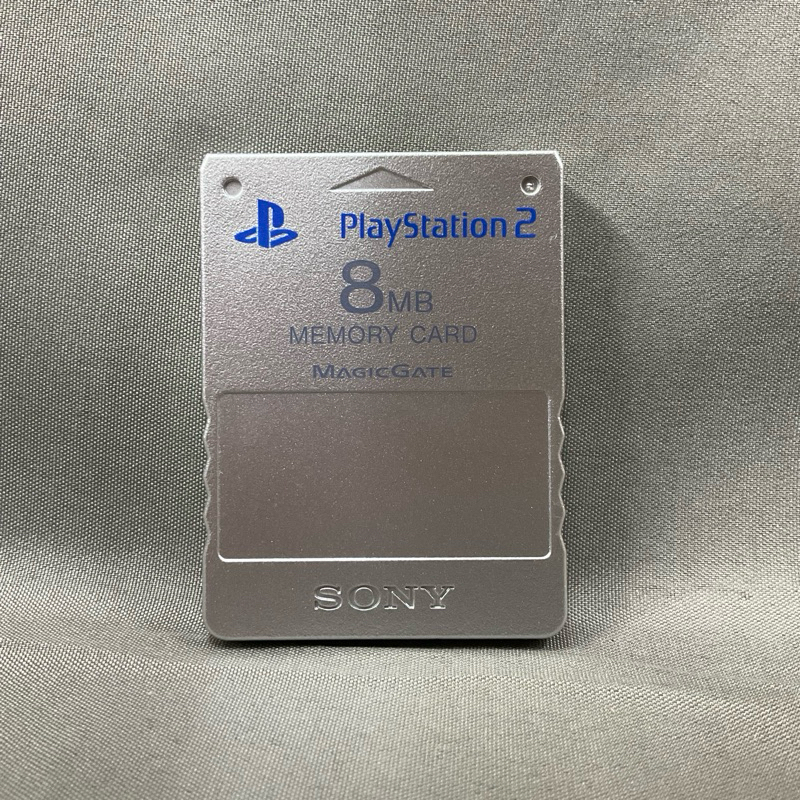 PlayStation 2
8MB
MEMORY CARD
MAGICGATE
SONY